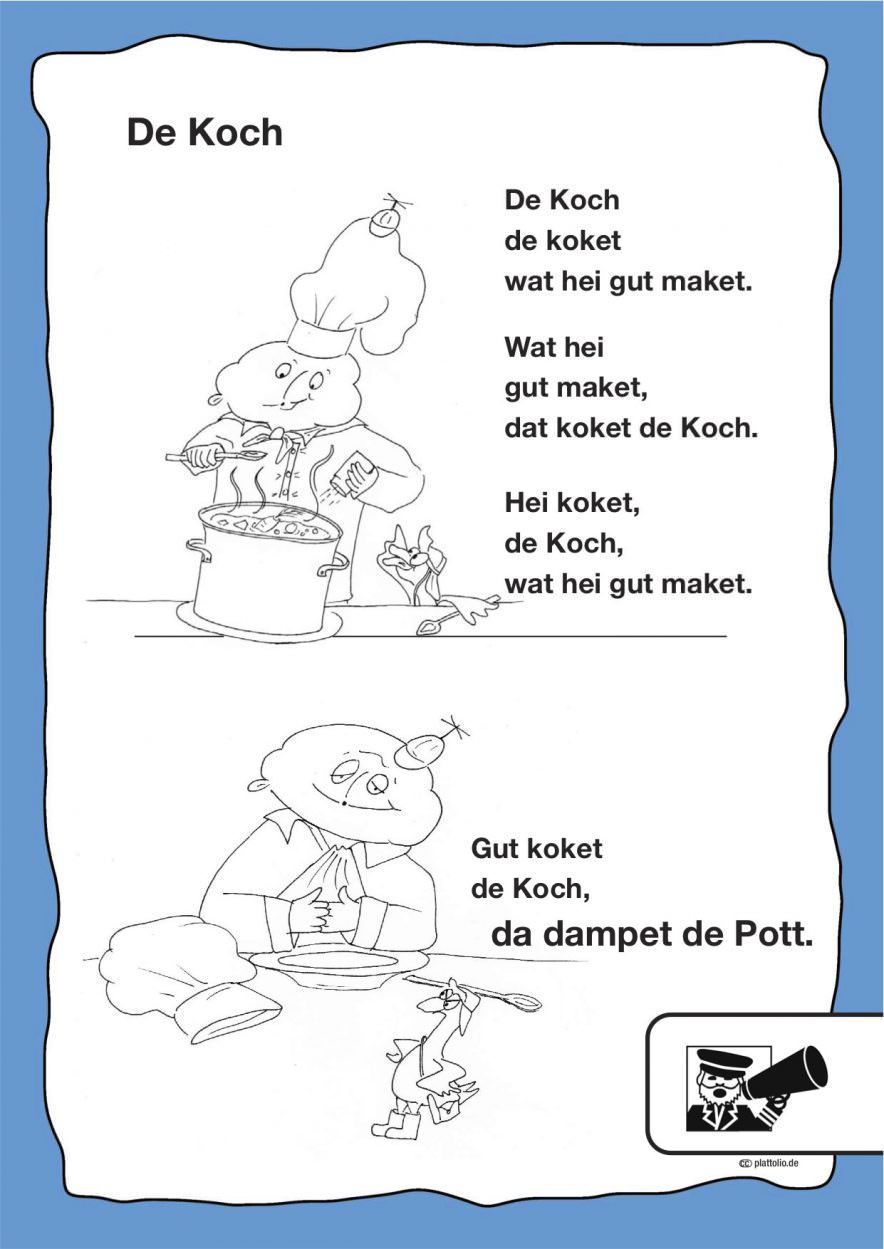 De Koch
De Koch
de koket
wat hei gut maket.
Wat hei
gut maket,
dat koket de Koch.
Hei koket,
de Koch,
wat hei gut maket.
Gut koket
de Koch,
da dampet de Pott.
cc plattolio.de